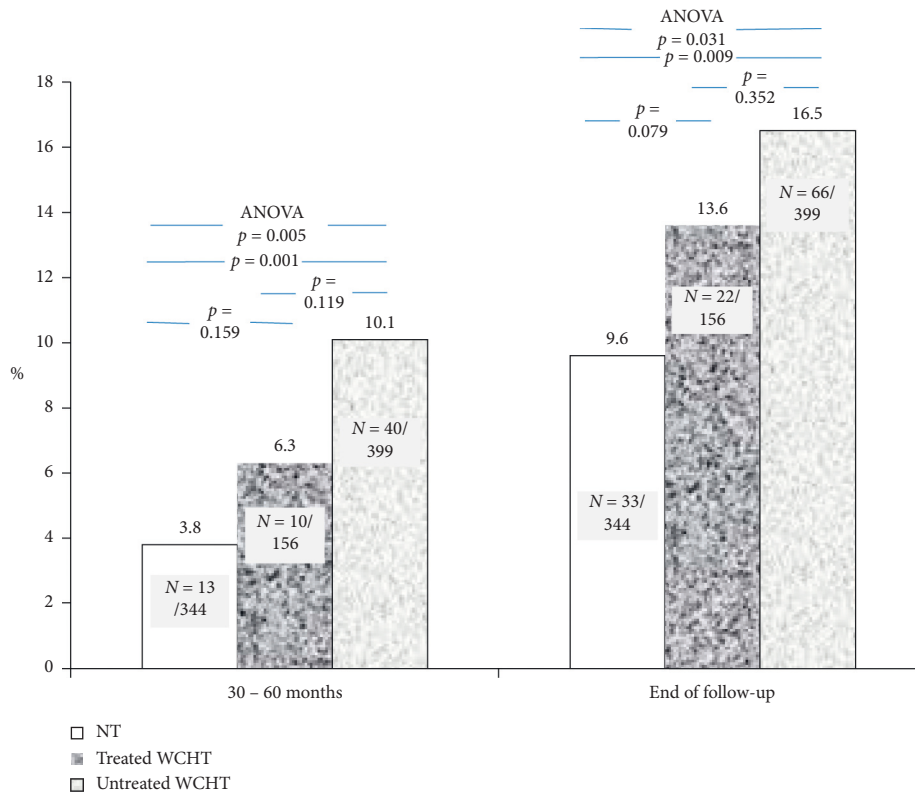 ANOVA
p = 0.031
p = 0.009
p =
0.352
p =
0.079
16.5
N = 66/
399
13.6
N = 22/
156
9.6
N = 33/
344
ANOVA
p = 0.005
p = 0.001
p =
0.119
p =
0.159
10.1
N = 40/
399
6.3
N = 10/
156
3.8
N = 13
/344
18
16
14
12
10
8
6
4
2
0
%
30 – 60 months
End of follow-up
NT
Treated WCHT
Untreated WCHT